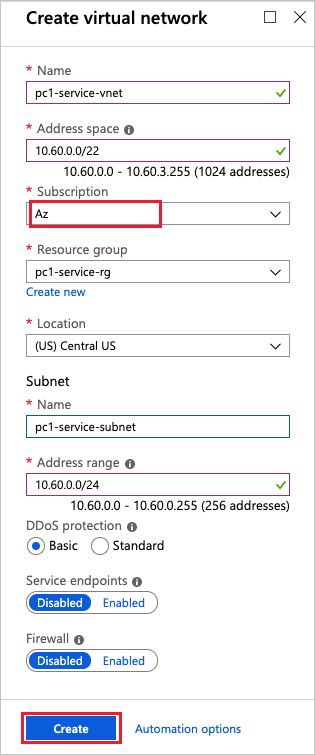 Create virtual network
* Name
pc1-service-vnet
* Address space
10.60.0.0/22
10.60.0.0 - 10.60.3.255 (1024 addresses)
* Subscription
Az
* Resource group
pc1-service-rg
Create new
* Location
(US) Central US
Subnet
* Name
pc1-service-subnet
* Address range
10.60.0.0/24
10.60.0.0 - 10.60.0.255 (256 addresses)
DDoS protection
Basic Standard
Service endpoints
Disabled Enabled
Firewall
Disabled Enabled
Create Automation options